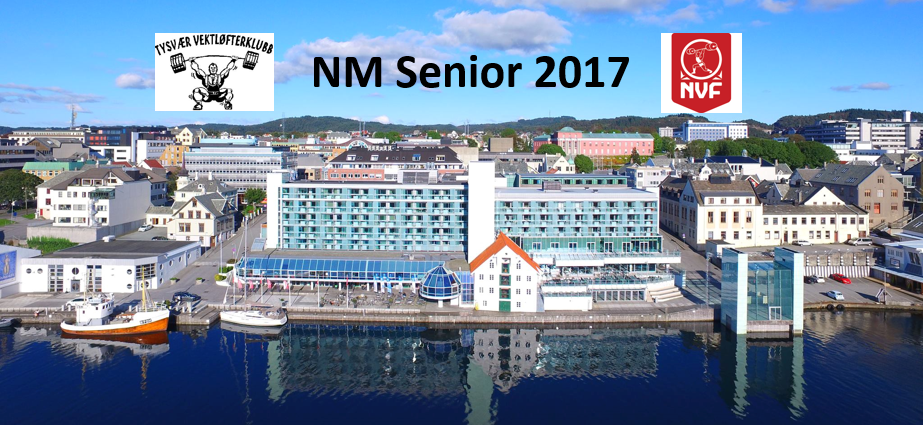 TYSVÆR VEKTLØFTERKLUBB
NM Senior 2017
NVF